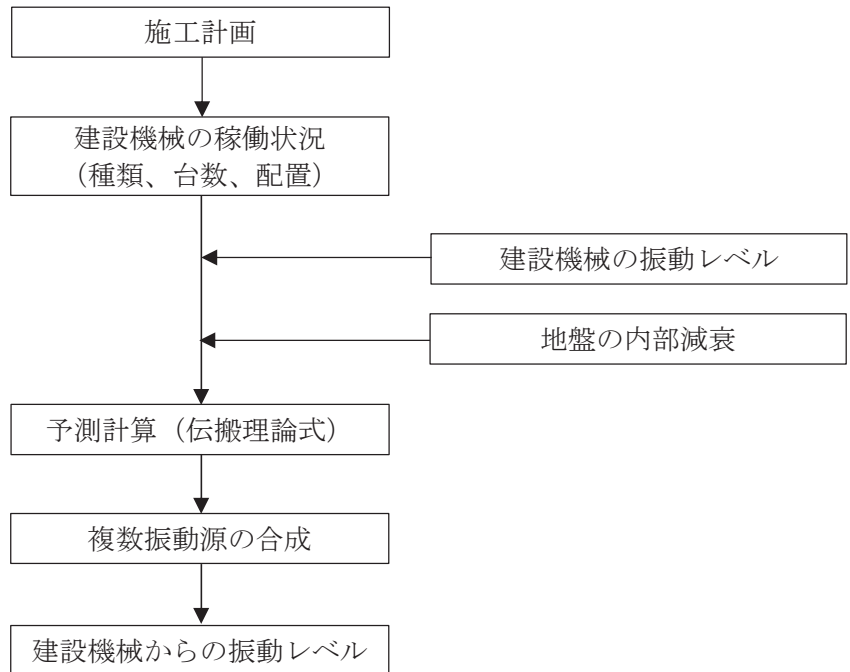 施工計画
建設機械の稼働状況
（種類、台数、配置）
建設機械の振動レベル
地盤の内部減衰
予測計算（伝搬理論式）
複数振動源の合成
建設機械からの振動レベル